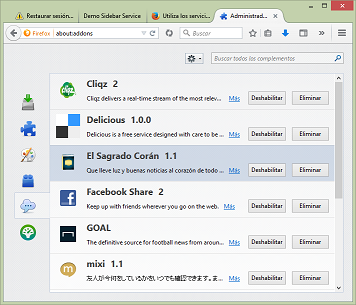 Restaurar sesión...
Demo Sidebar Service
Utiliza los servici...
Administrad...
Firefox about:addons
Buscar
Buscar todos los complementos
Cliqz 2
Cliqz delivers a real-time stream of the most relev... Más Deshabilitar Eliminar
Delicious 1.0.0
Delicious is a free service designed with care to be ... Más Deshabilitar Eliminar
El Sagrado Corán 1.1
Que lleve luz y buenas noticias al corazón de todo ... Más Deshabilitar Eliminar
Facebook Share 2
Keep up with friends wherever you go on the web. Más Deshabilitar Eliminar
GOAL
The definitive source for football news from aroun... Más Deshabilitar Eliminar
mixi 1.1
友人が今何をしているかをいつでも確認できます。ま... Más Deshabilitar Eliminar